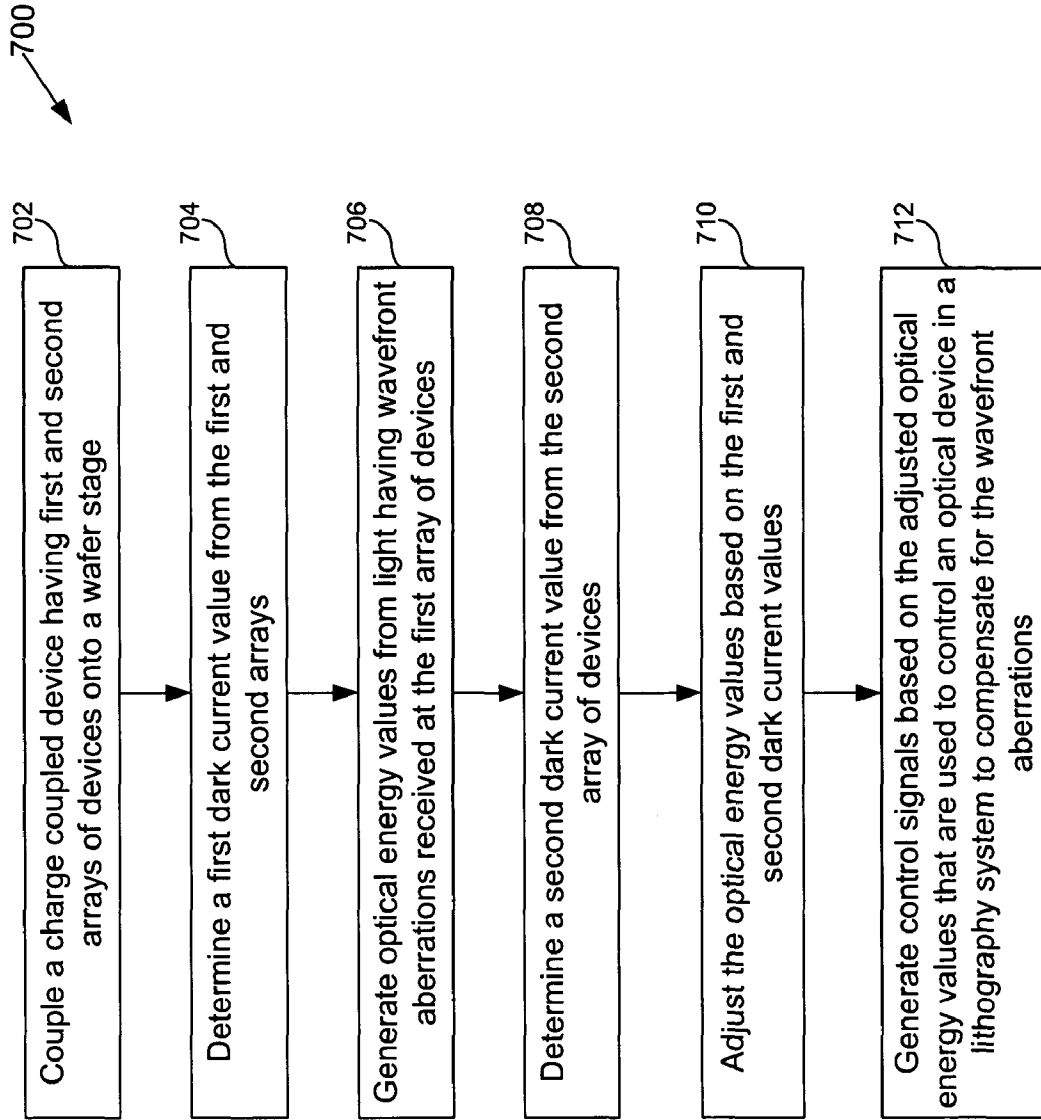 700
702
Couple a charge coupled device having first and second
arrays of devices onto a wafer stage
704
Determine a first dark current value from the first and
second arrays
706
Generate optical energy values from light having wavefront
aberrations received at the first array of devices
708
Determine a second dark current value from the second
array of devices
710
Adjust the optical energy values based on the first and
second dark current values
712
Generate control signals based on the adjusted optical
energy values that are used to control an optical device in a
lithography system to compensate for the wavefront
aberrations